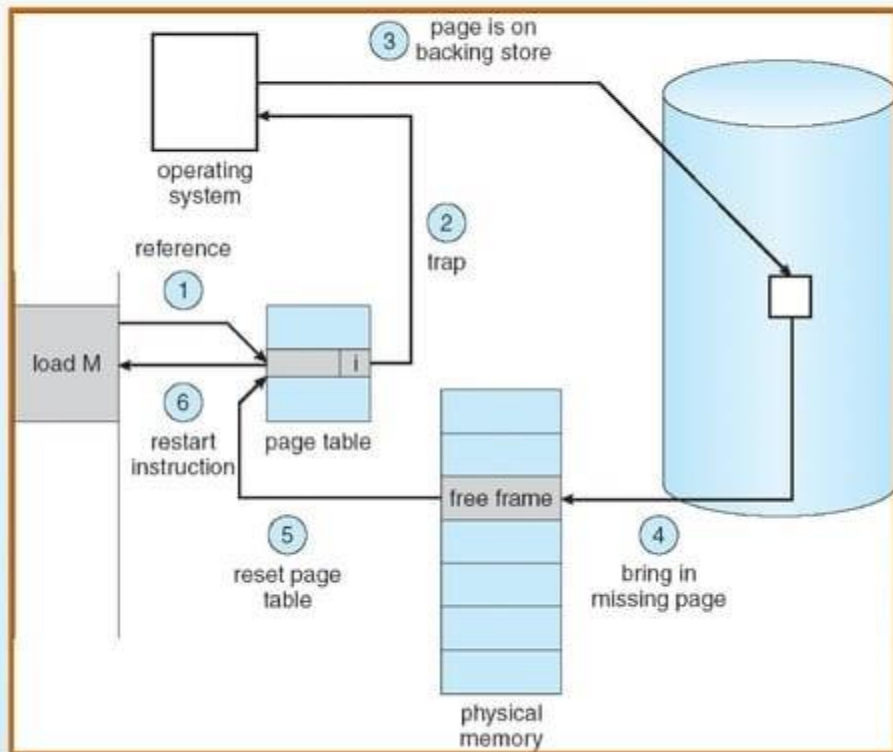 3
page is on
backing store
operating
system
2
trap
reference
1
load M
i
6
restart
instruction
page table
free frame
5
reset page
table
4
bring in
missing page
physical
memory